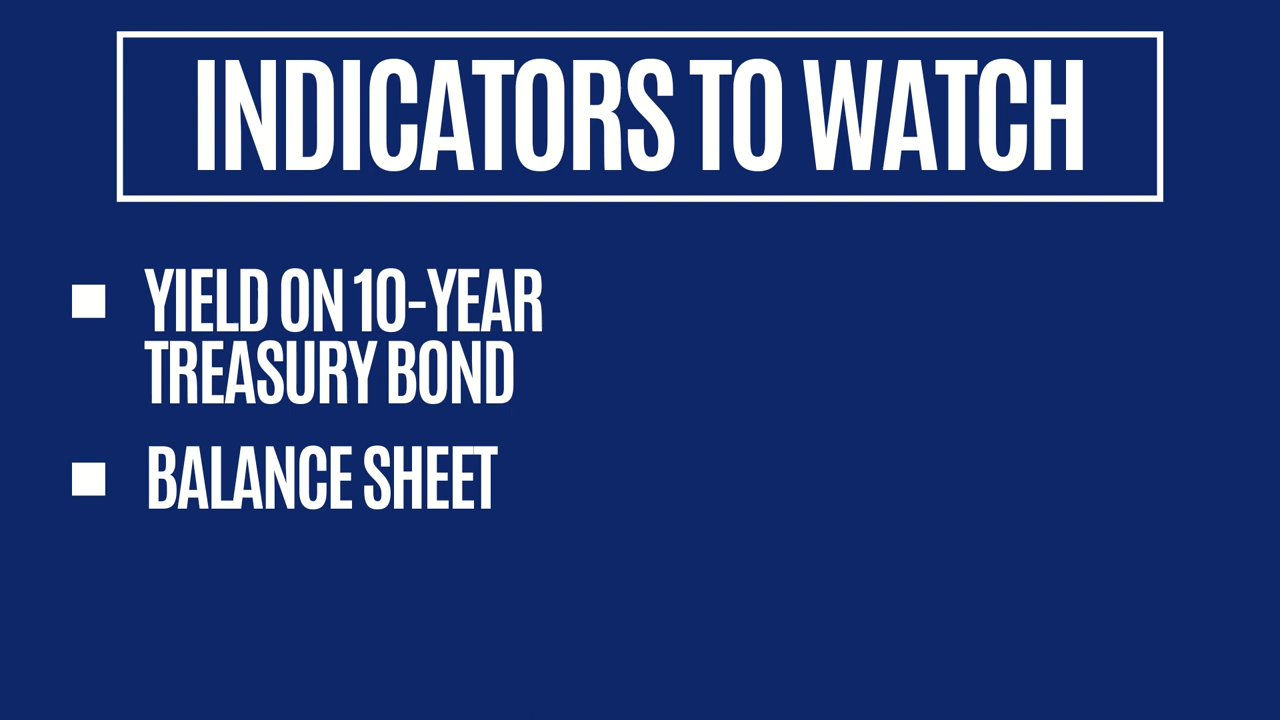 INDICATORS TO WATCH
YIELD ON 10-YEAR
TREASURY BOND
BALANCE SHEET